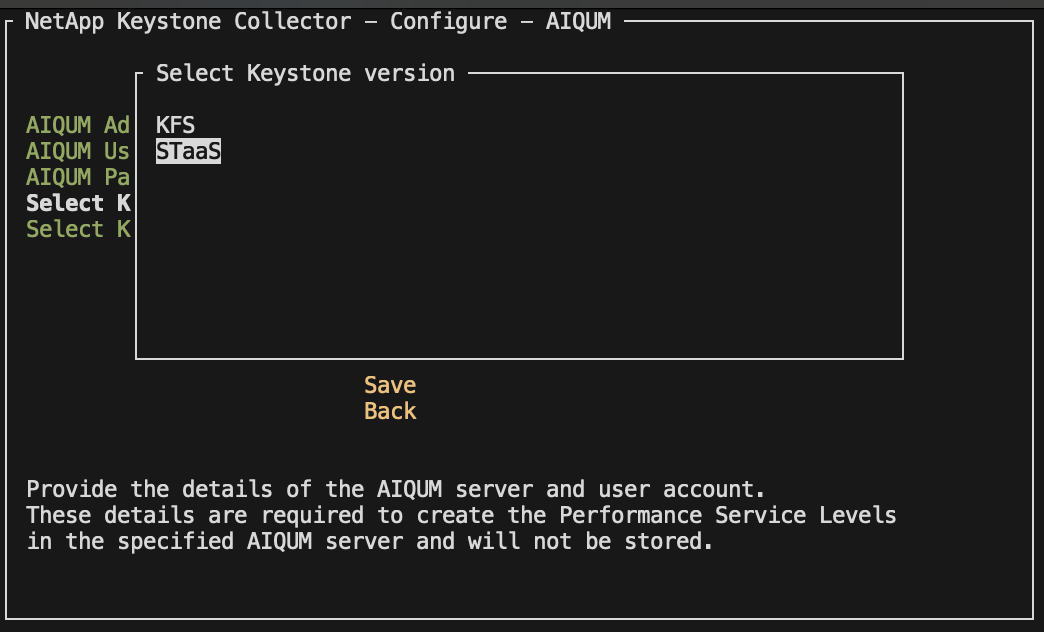 NetApp Keystone Collector – Configure – AIQUM
Select Keystone version
KFS
STaaS
AIQUM Ad
AIQUM Us
AIQUM Pa
Select K
Select K
Save
Back
Provide the details of the AIQUM server and user account.
These details are required to create the Performance Service Levels
in the specified AIQUM server and will not be stored.